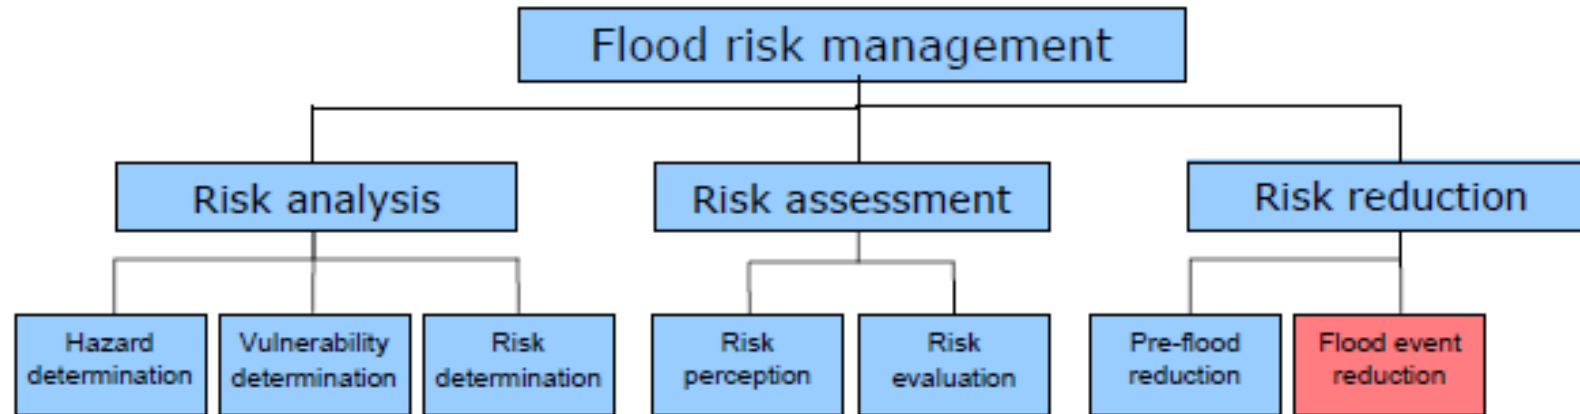 Flood risk management
Risk analysis
Risk assessment
Risk reduction
Hazard
determination
Vulnerability
determination
Risk
determination
Risk
perception
Risk
evaluation
Pre-flood
reduction
Flood event
reduction